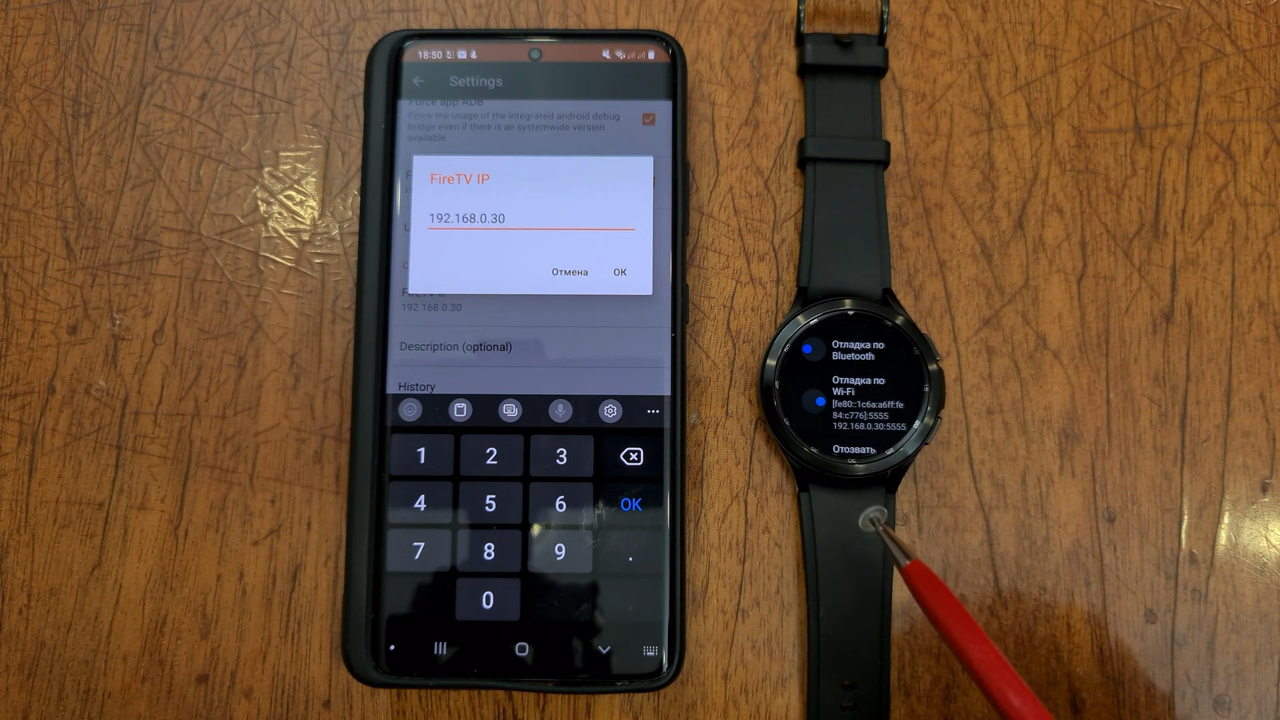 18:50
Settings
Force app ADB
Force the usage of the integrated android debug
bridge even if there is an systemwide version
available
FireTV IP
192.168.0.30
Отмена OK
192.168.0.30
Description (optional)
History
1 2 3
4 5 6 OK
7 8 9 .
0
Отладка по
Bluetooth
Отладка по
Wi-Fi
[fe80::1c6a:a6ff:fe
84:c776]:5555
192.168.0.30:5555
Отозвать